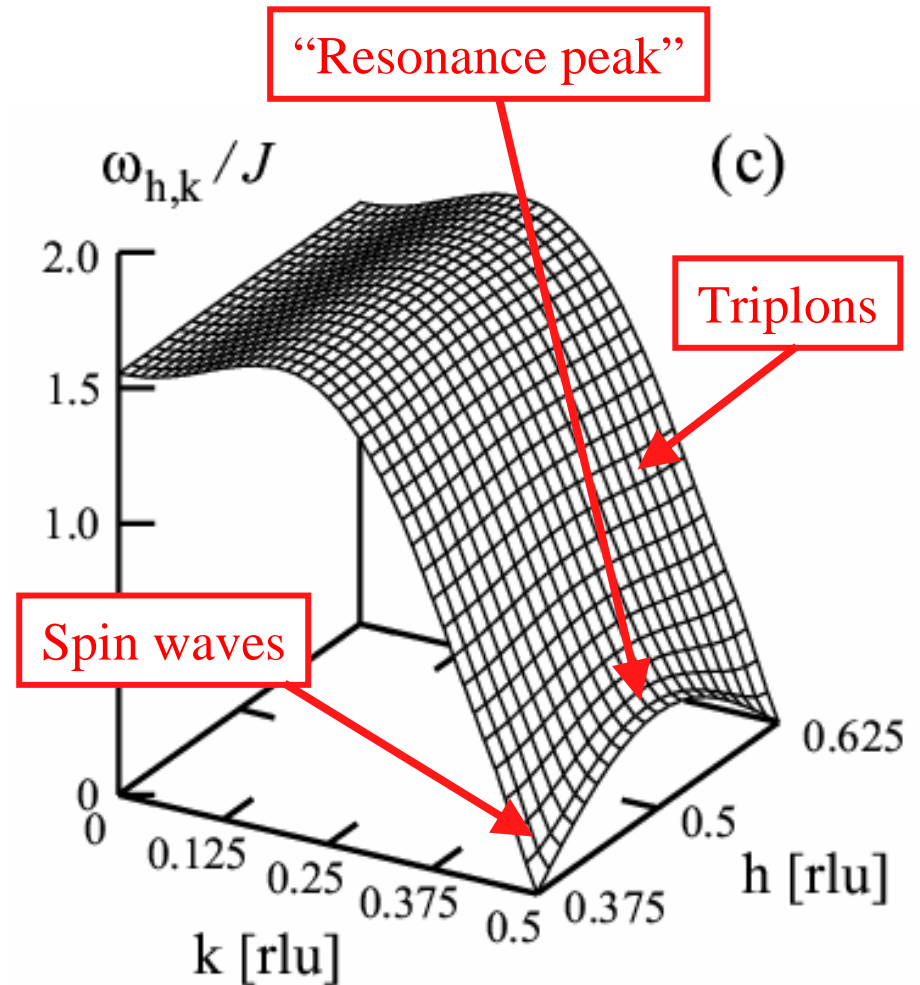 “Resonance peak”
ω_{h,k} / J
(c)
2.0
Triplons
1.5
1.0
Spin waves
0
0
0.125
0.25
0.375
0.5
0.375
0.5
0.625
k [rlu]
h [rlu]